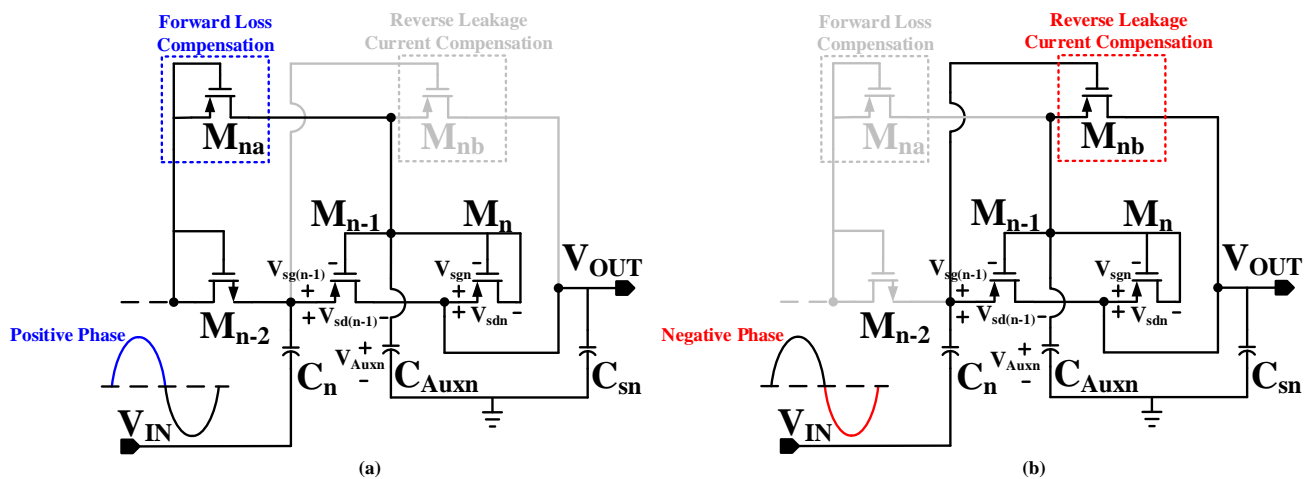 Forward Loss
Compensation
Reverse Leakage
Current Compensation
Mna
Mnb
Mn-1
Mn
Vsg(n-1)
-
+
Vsgn
-
+
VOUT
+
Vsd(n-1)
-
+
Vsdn
-
Mn-2
Positive Phase
VAuxn
+
-
Cn
CAuxn
Csn
VIN
(a)
Forward Loss
Compensation
Reverse Leakage
Current Compensation
Mna
Mnb
Mn-1
Mn
Vsg(n-1)
-
+
Vsgn
-
+
VOUT
+
Vsd(n-1)
-
+
Vsdn
-
Mn-2
Negative Phase
VAuxn
+
-
Cn
CAuxn
Csn
VIN
(b)